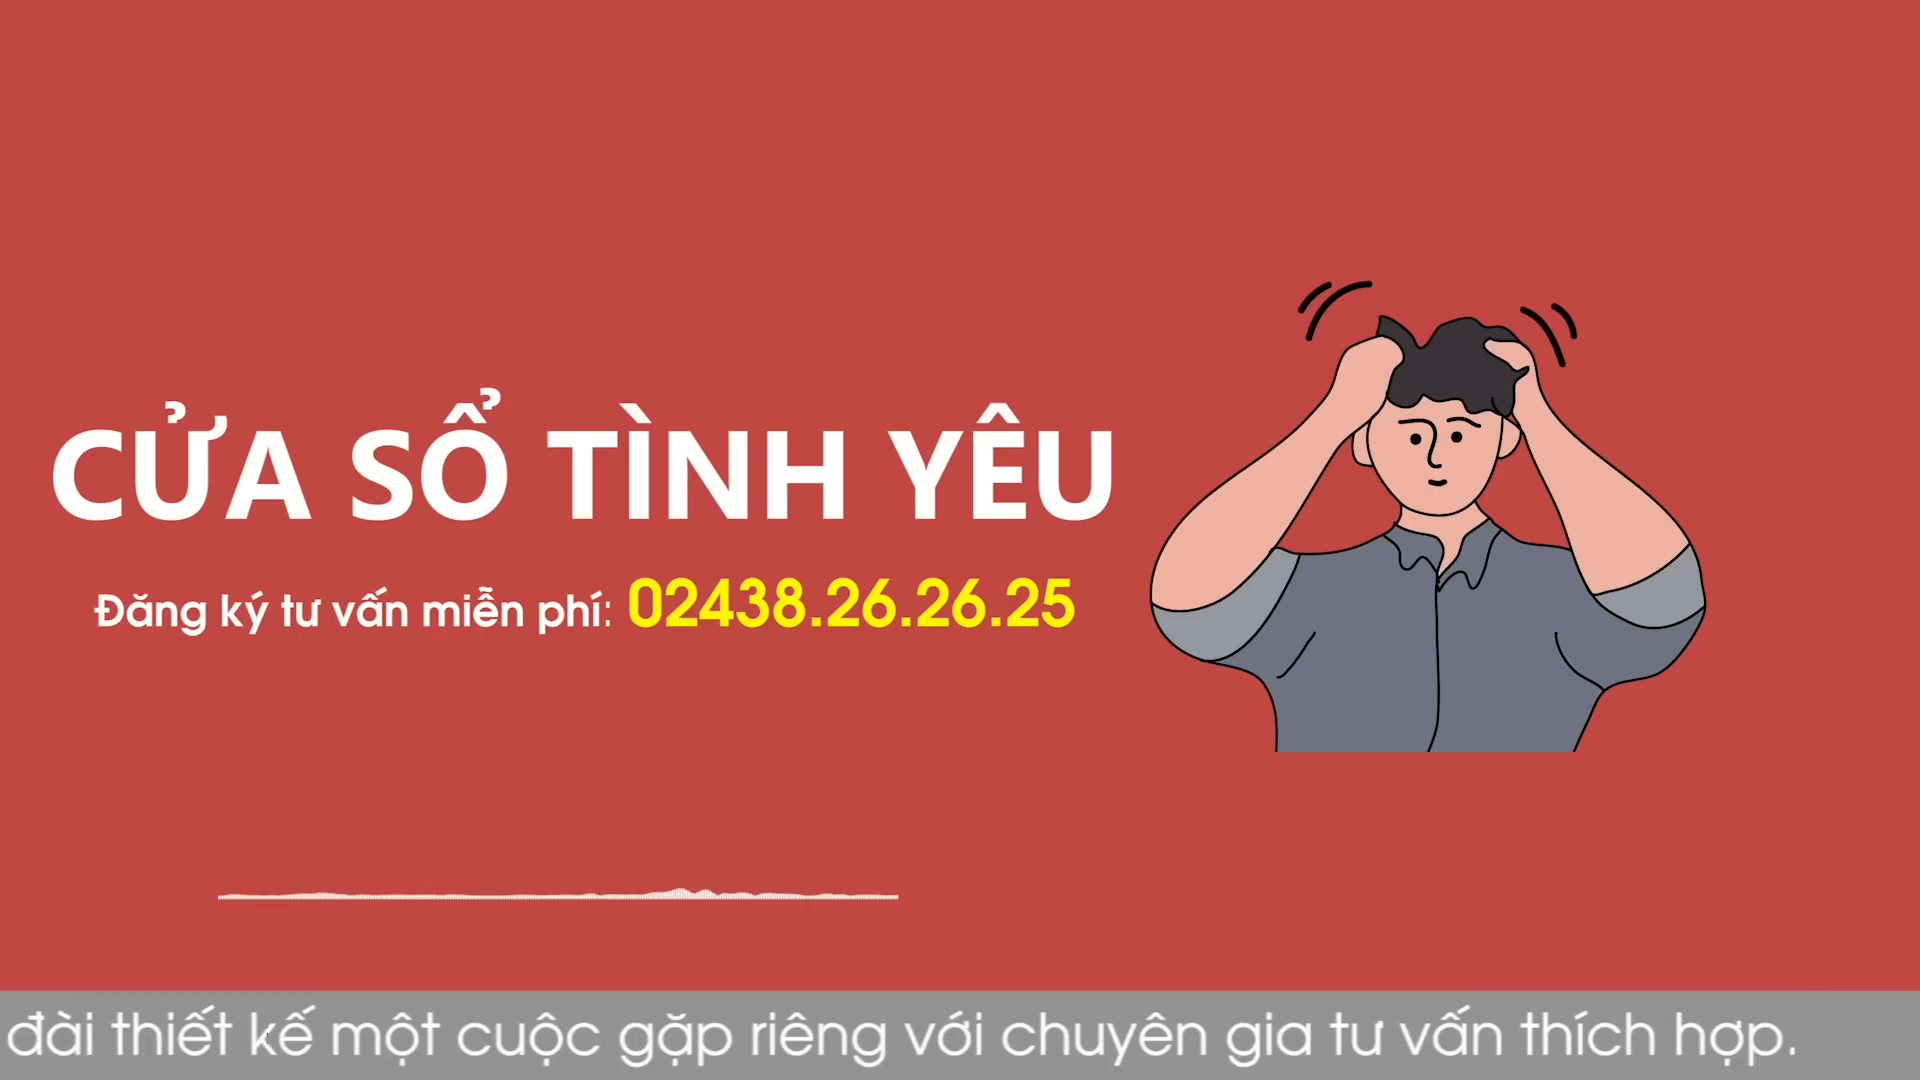 CỬA SỔ TÌNH YÊU
Đăng ký tư vấn miễn phí: 02438.26.26.25
đài thiết kế một cuộc gặp riêng với chuyên gia tư vấn thích hợp.